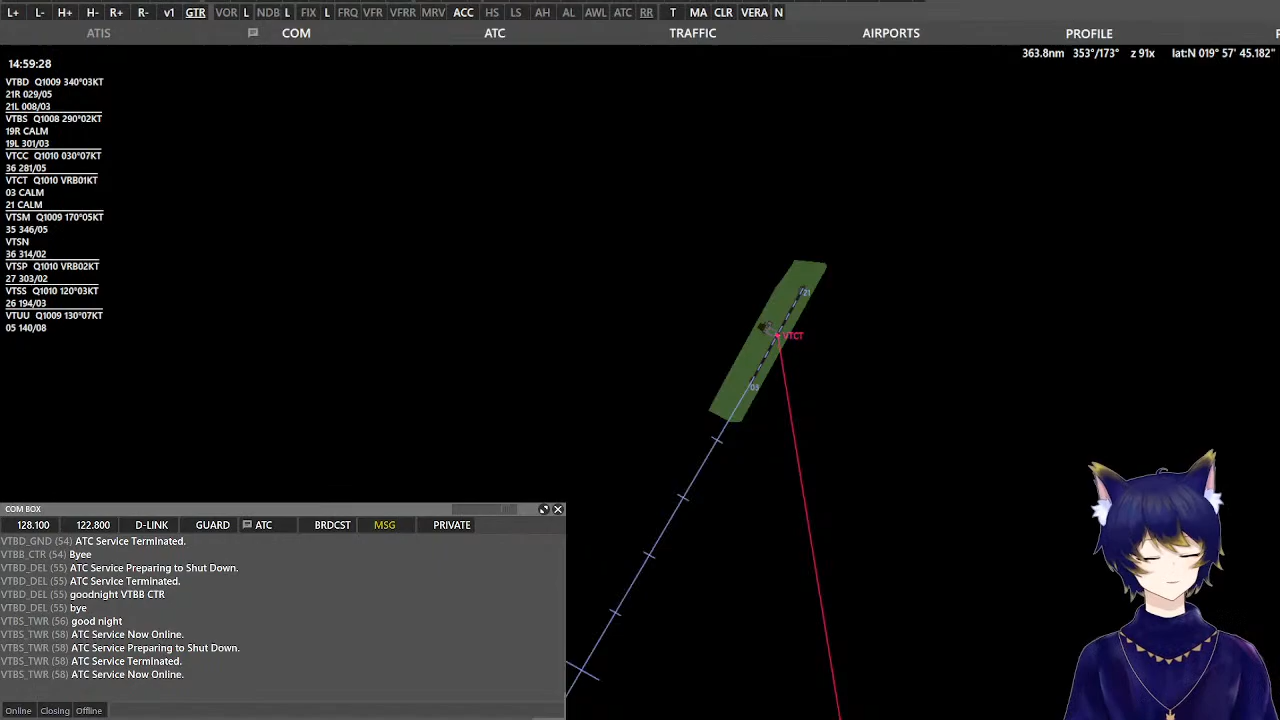 L+ L- H+ H- R+ R- v1 GTR VOR L NDB L FIX L FRQ VFR VFRR MRV ACC HS LS AH AL AWL ATC RR T MA CLR VERA N
ATIS COM ATC TRAFFIC AIRPORTS PROFILE
363.8nm 353°/173° z 91x lat:N 019° 57' 45.182"
14:59:28
VTBD Q1009 340°03KT
21R 029/05
21L 008/03
VTBS Q1008 290°02KT
19R CALM
19L 301/03
VTCC Q1010 030°07KT
36 281/05
VTCT Q1010 VRB01KT
03 CALM
21 CALM
VTSM Q1009 170°05KT
35 346/05
VTSN
36 314/02
VTSP Q1010 VRB02KT
27 303/02
VTSS Q1010 120°03KT
26 194/03
VTUU Q1009 130°07KT
05 140/08
21
VTCT
03
COM BOX
128.100 122.800 D-LINK GUARD ATC BRDCST MSG PRIVATE
VTBD_GND (54) ATC Service Terminated.
VTBB_CTR (54) Byee
VTBD_DEL (55) ATC Service Preparing to Shut Down.
VTBD_DEL (55) ATC Service Terminated.
VTBD_DEL (55) goodnight VTBB CTR
VTBD_DEL (55) bye
VTBS_TWR (56) good night
VTBS_TWR (58) ATC Service Now Online.
VTBS_TWR (58) ATC Service Preparing to Shut Down.
VTBS_TWR (58) ATC Service Terminated.
VTBS_TWR (58) ATC Service Now Online.
Online Closing Offline